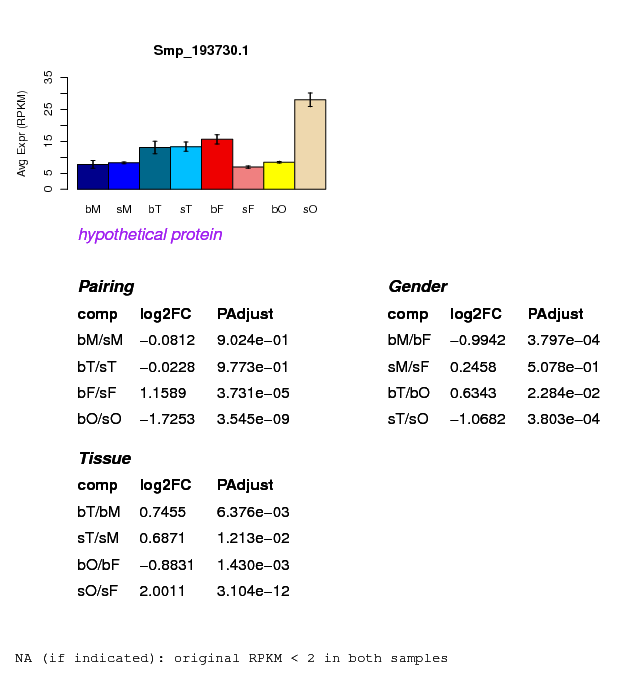 Smp_193730.1
Avg Expr (RPKM)
35
25
15
5
0
bM sM bT sT bF sF bO sO
hypothetical protein
Pairing
comp log2FC PAdjust
bM/sM −0.0812 9.024e−01
bT/sT −0.0228 9.773e−01
bF/sF 1.1589 3.731e−05
bO/sO −1.7253 3.545e−09
Gender
comp log2FC PAdjust
bM/bF −0.9942 3.797e−04
sM/sF 0.2458 5.078e−01
bT/bO 0.6343 2.284e−02
sT/sO −1.0682 3.803e−04
Tissue
comp log2FC PAdjust
bT/bM 0.7455 6.376e−03
sT/sM 0.6871 1.213e−02
bO/bF −0.8831 1.430e−03
sO/sF 2.0011 3.104e−12
NA (if indicated): original RPKM < 2 in both samples